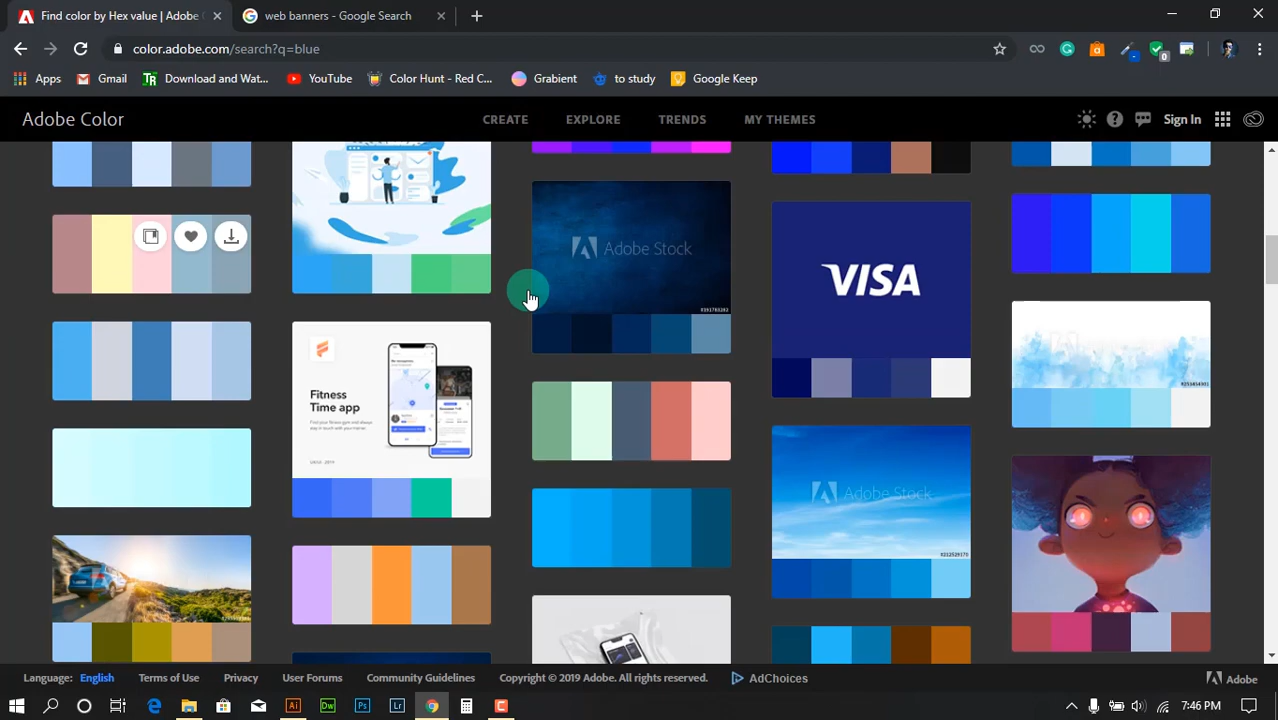 Find color by Hex value | Adobe
web banners - Google Search
color.adobe.com/search?q=blue
Apps
Gmail
Download and Wat...
YouTube
Color Hunt - Red C...
Grabient
to study
Google Keep
Adobe Color
CREATE
EXPLORE
TRENDS
MY THEMES
Sign In
Adobe Stock
VISA
Fitness
Time app
Adobe Stock
Language: English
Terms of Use
Privacy
User Forums
Community Guidelines
Copyright © 2019 Adobe. All rights reserved.
AdChoices
Adobe
7:46 PM